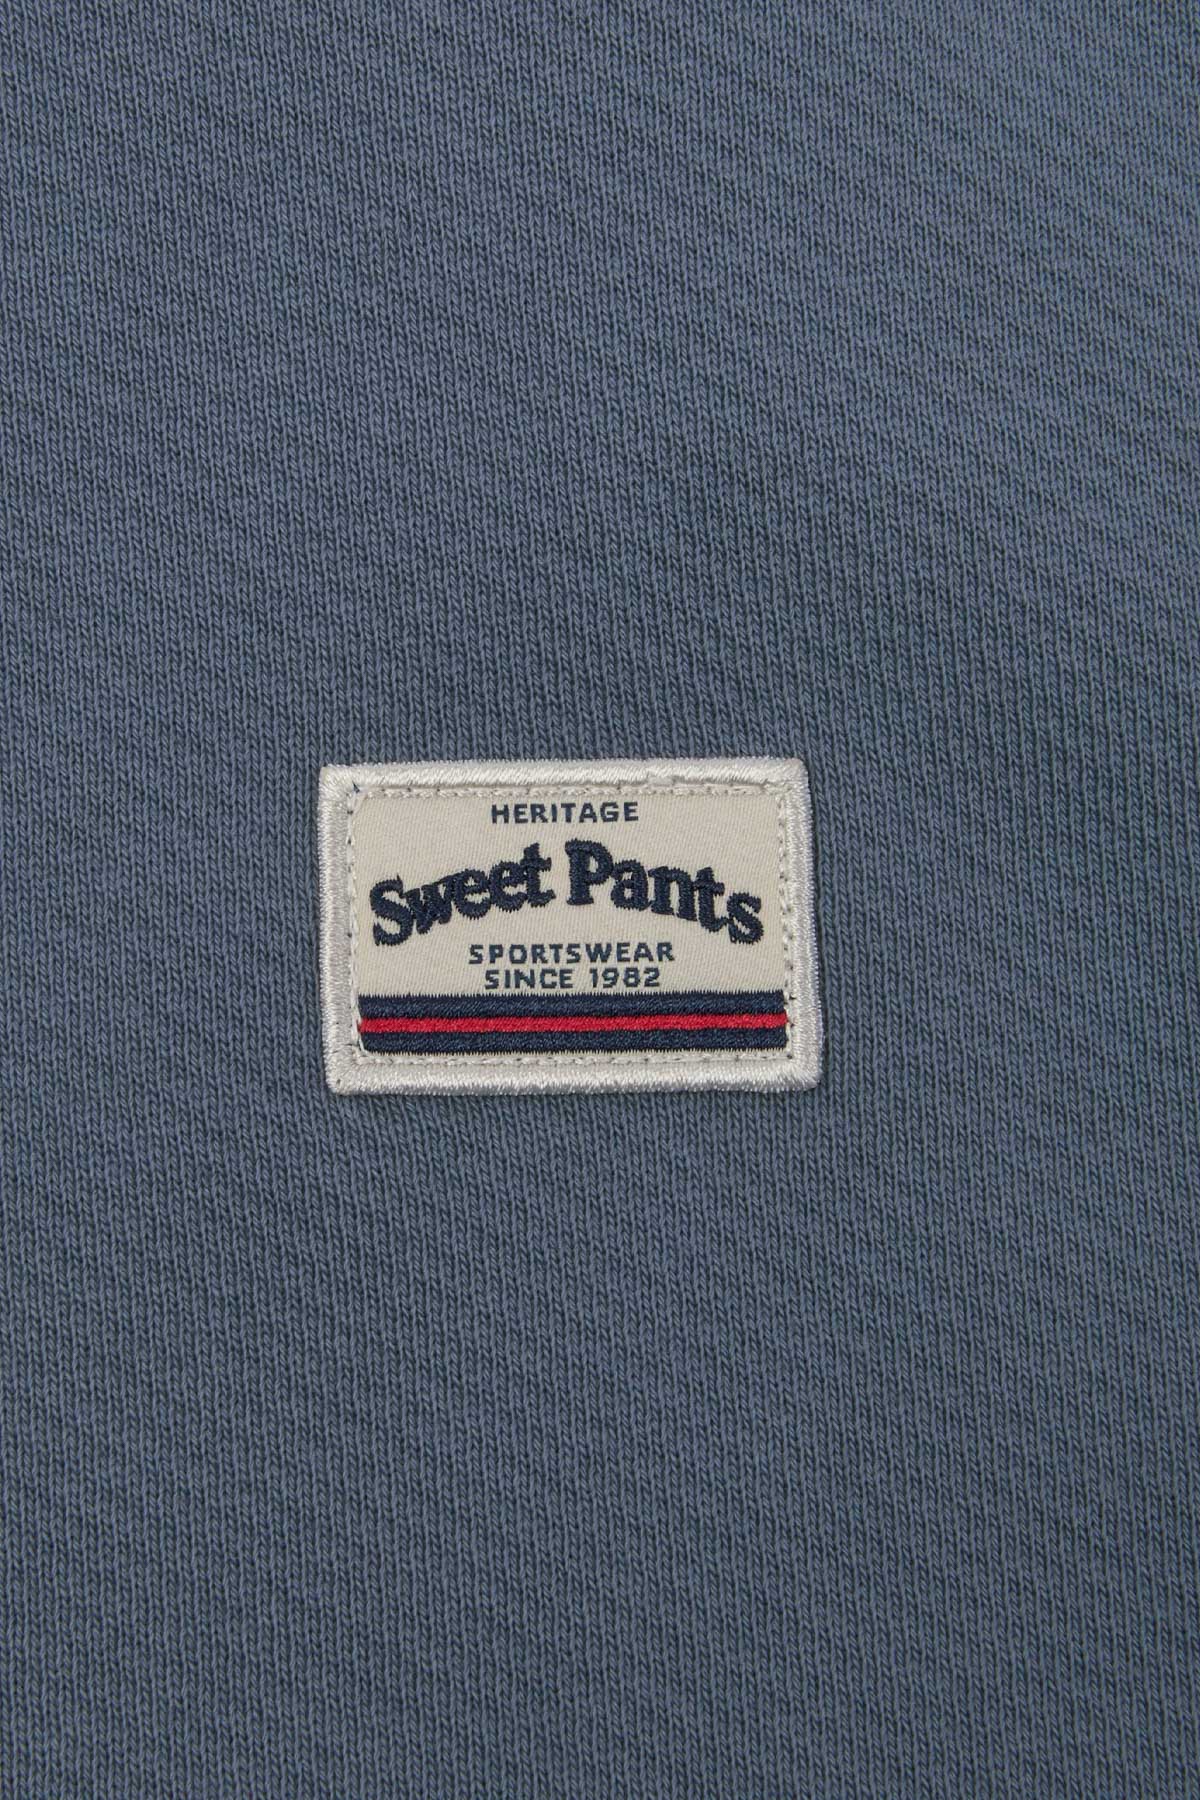 HERITAGE
Sweet Pants
SPORTSWEAR
SINCE 1982